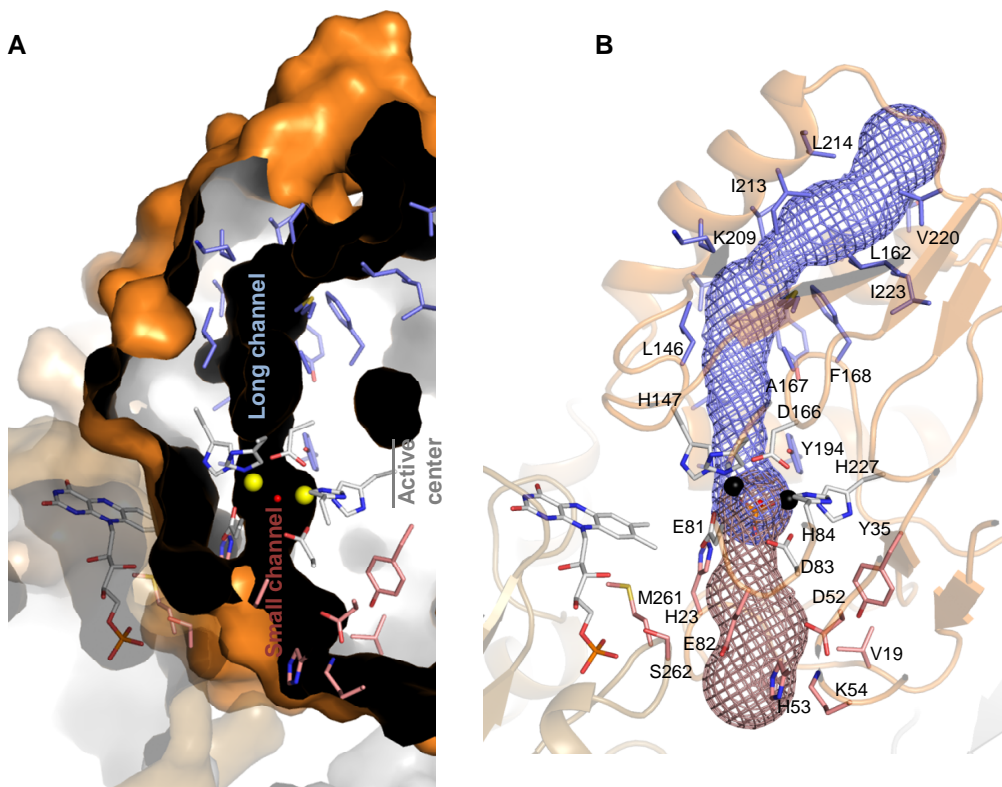 A
B
Long channel
Active
center
Small channel
L214
I213
K209
V220
L162
I223
L146
F168
A167
H147
D166
Y194
H227
E81
H84
Y35
D83
M261
D52
H23
E82
V19
S262
K54
H53